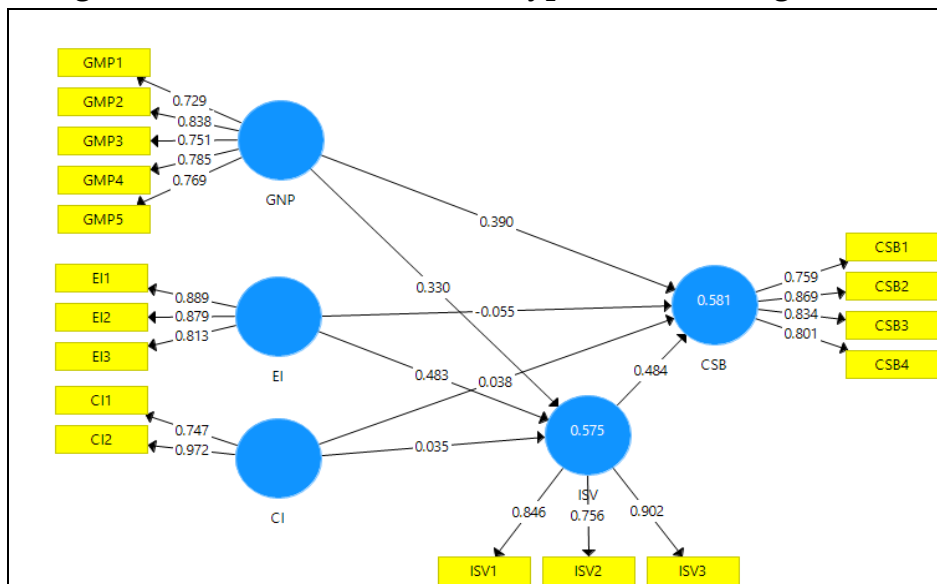 GMP1
GMP2
GMP3
GMP4
GMP5
0.729
0.838
0.751
0.785
0.769
GNP
0.390
0.330
EI1
EI2
EI3
0.889
0.879
0.813
EI
-0.055
0.483
CI1
CI2
0.747
0.972
CI
0.038
0.035
0.581
CSB
0.484
0.759
0.869
0.834
0.801
CSB1
CSB2
CSB3
CSB4
0.575
ISV
0.846
0.756
0.902
ISV1
ISV2
ISV3